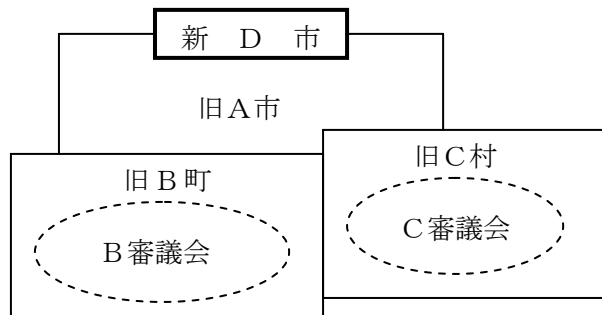 新 D 市
旧A市
旧B町
旧C村
B審議会
C審議会